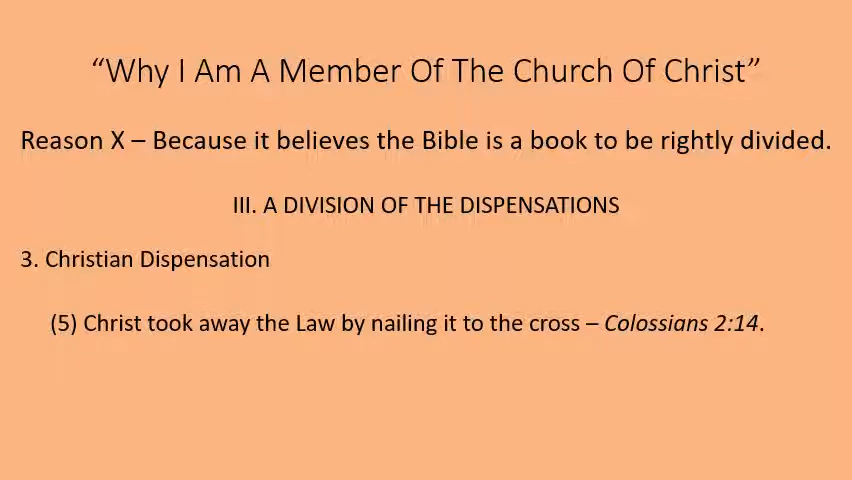 “Why I Am A Member Of The Church Of Christ”
Reason X – Because it believes the Bible is a book to be rightly divided.
III. A DIVISION OF THE DISPENSATIONS
3. Christian Dispensation
(5) Christ took away the Law by nailing it to the cross – Colossians 2:14.